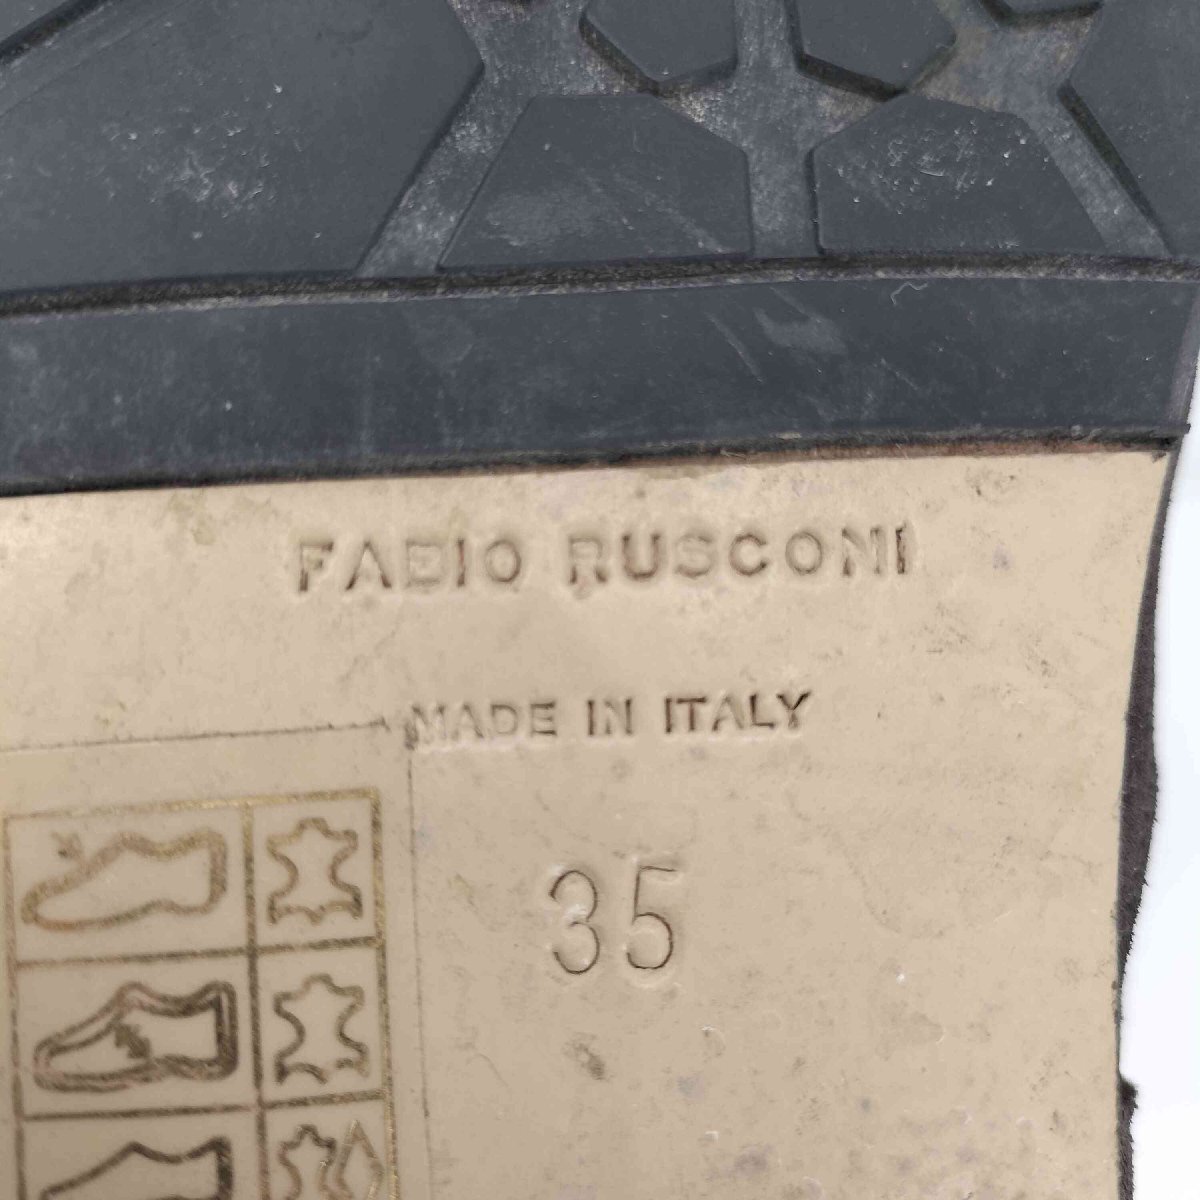 FABIO RUSCONI
MADE IN ITALY
35